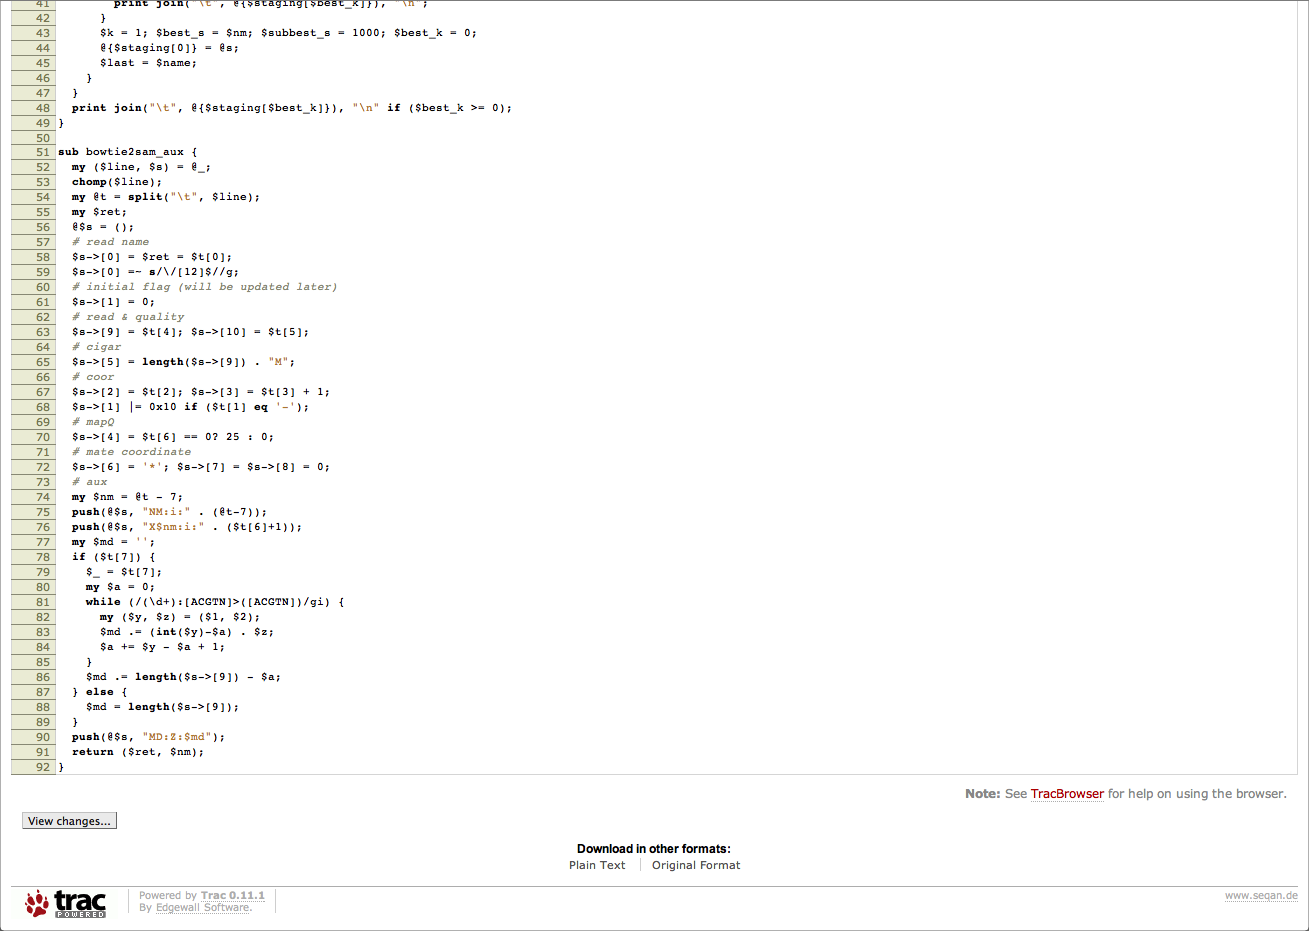 41         print join("\t", @{$staging[$best_k]}), "\n";
42       }
43       $k = 1; $best_s = $nm; $subbest_s = 1000; $best_k = 0;
44       @{$staging[0]} = @s;
45       $last = $name;
46     }
47   }
48   print join("\t", @{$staging[$best_k]}), "\n" if ($best_k >= 0);
49 }
50
51 sub bowtie2sam_aux {
52   my ($line, $s) = @_;
53   chomp($line);
54   my @t = split("\t", $line);
55   my $ret;
56   @$s = ();
57   # read name
58   $s->[0] = $ret = $t[0];
59   $s->[0] =~ s/\/[12]$//g;
60   # initial flag (will be updated later)
61   $s->[1] = 0;
62   # read & quality
63   $s->[9] = $t[4]; $s->[10] = $t[5];
64   # cigar
65   $s->[5] = length($s->[9]) . "M";
66   # coor
67   $s->[2] = $t[2]; $s->[3] = $t[3] + 1;
68   $s->[1] |= 0x10 if ($t[1] eq '-');
69   # mapQ
70   $s->[4] = $t[6] == 0? 25 : 0;
71   # mate coordinate
72   $s->[6] = '*'; $s->[7] = $s->[8] = 0;
73   # aux
74   my $nm = @t - 7;
75   push(@$s, "NM:i:" . (@t-7));
76   push(@$s, "X$nm:i:" . ($t[6]+1));
77   my $md = '';
78   if ($t[7]) {
79     $_ = $t[7];
80     my $a = 0;
81     while (/(\d+):[ACGTN]>([ACGTN])/gi) {
82       my ($y, $z) = ($1, $2);
83       $md .= (int($y)-$a) . $z;
84       $a += $y - $a + 1;
85     }
86     $md .= length($s->[9]) - $a;
87   } else {
88     $md = length($s->[9]);
89   }
90   push(@$s, "MD:Z:$md");
91   return ($ret, $nm);
92 }
Note: See TracBrowser for help on using the browser.
View changes...
Download in other formats:
Plain Text
Original Format
trac
POWERED
Powered by Trac 0.11.1
By Edgewall Software.
www.seqan.de